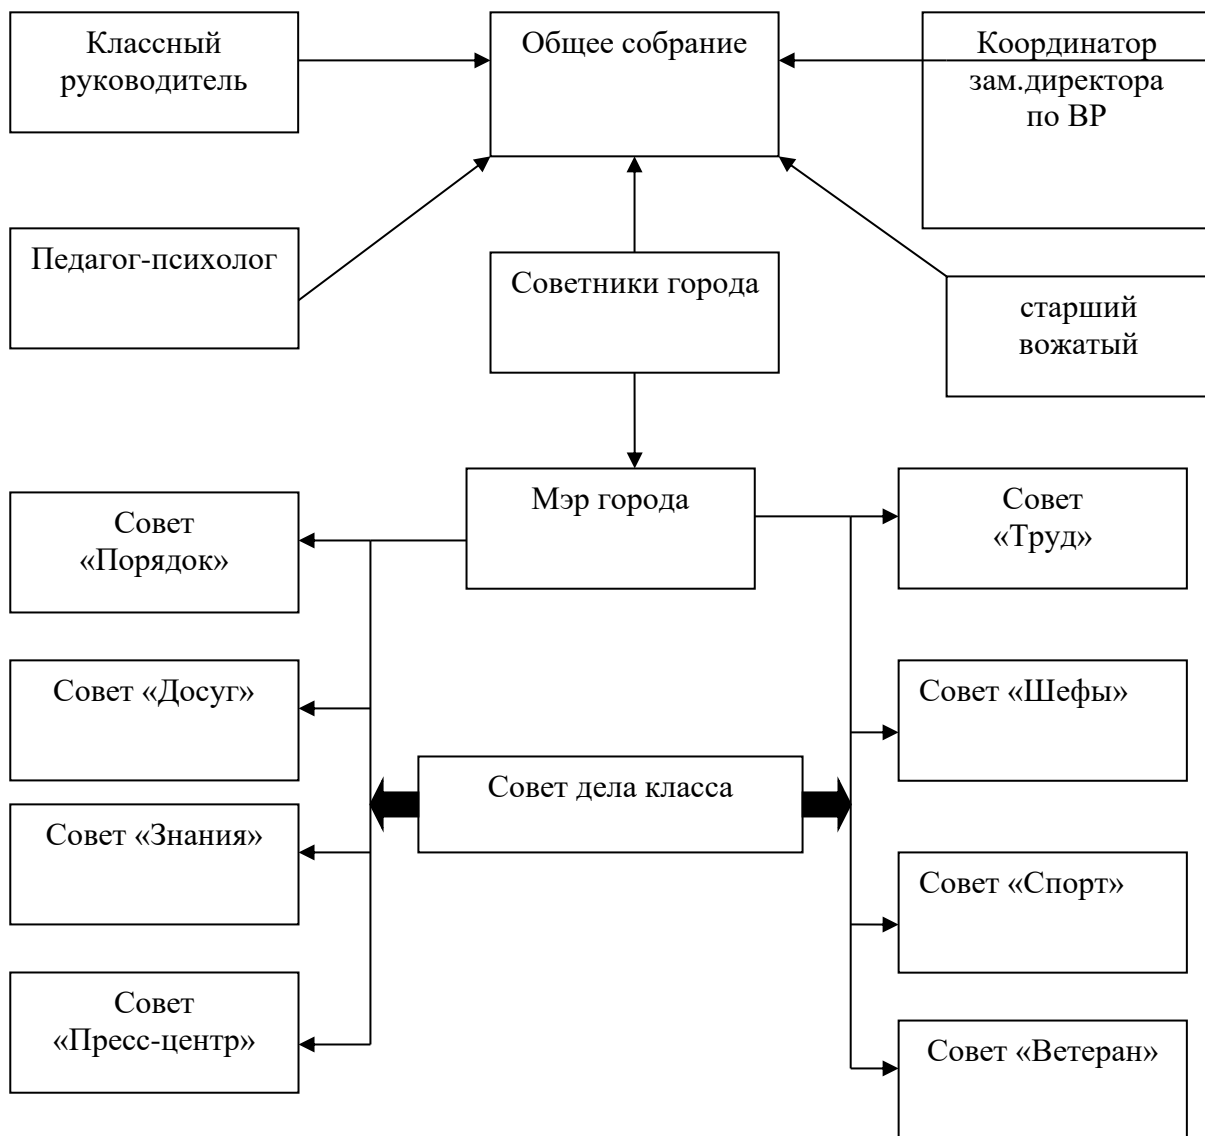 Классный
руководитель
Общее собрание
Координатор
зам.директора
по ВР
Педагог-психолог
Советники города
старший
вожатый
Мэр города
Совет
«Порядок»
Совет
«Труд»
Совет «Досуг»
Совет «Шефы»
Совет дела класса
Совет «Знания»
Совет «Спорт»
Совет
«Пресс-центр»
Совет «Ветеран»